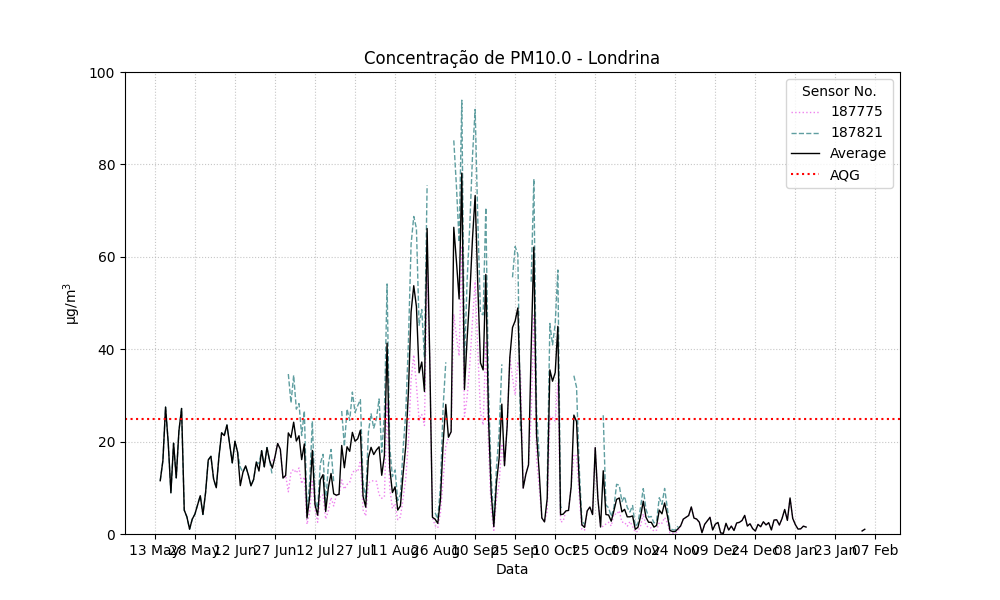 Concentração de PM10.0 - Londrina
Sensor No.
187775
187821
Average
AQG
100
80
60
40
20
0
µg/m³
13 May 28 May 12 Jun 27 Jun 12 Jul 27 Jul 11 Aug 26 Aug 10 Sep 25 Sep 10 Oct 25 Oct 09 Nov 24 Nov 09 Dec 24 Dec 08 Jan 23 Jan 07 Feb
Data